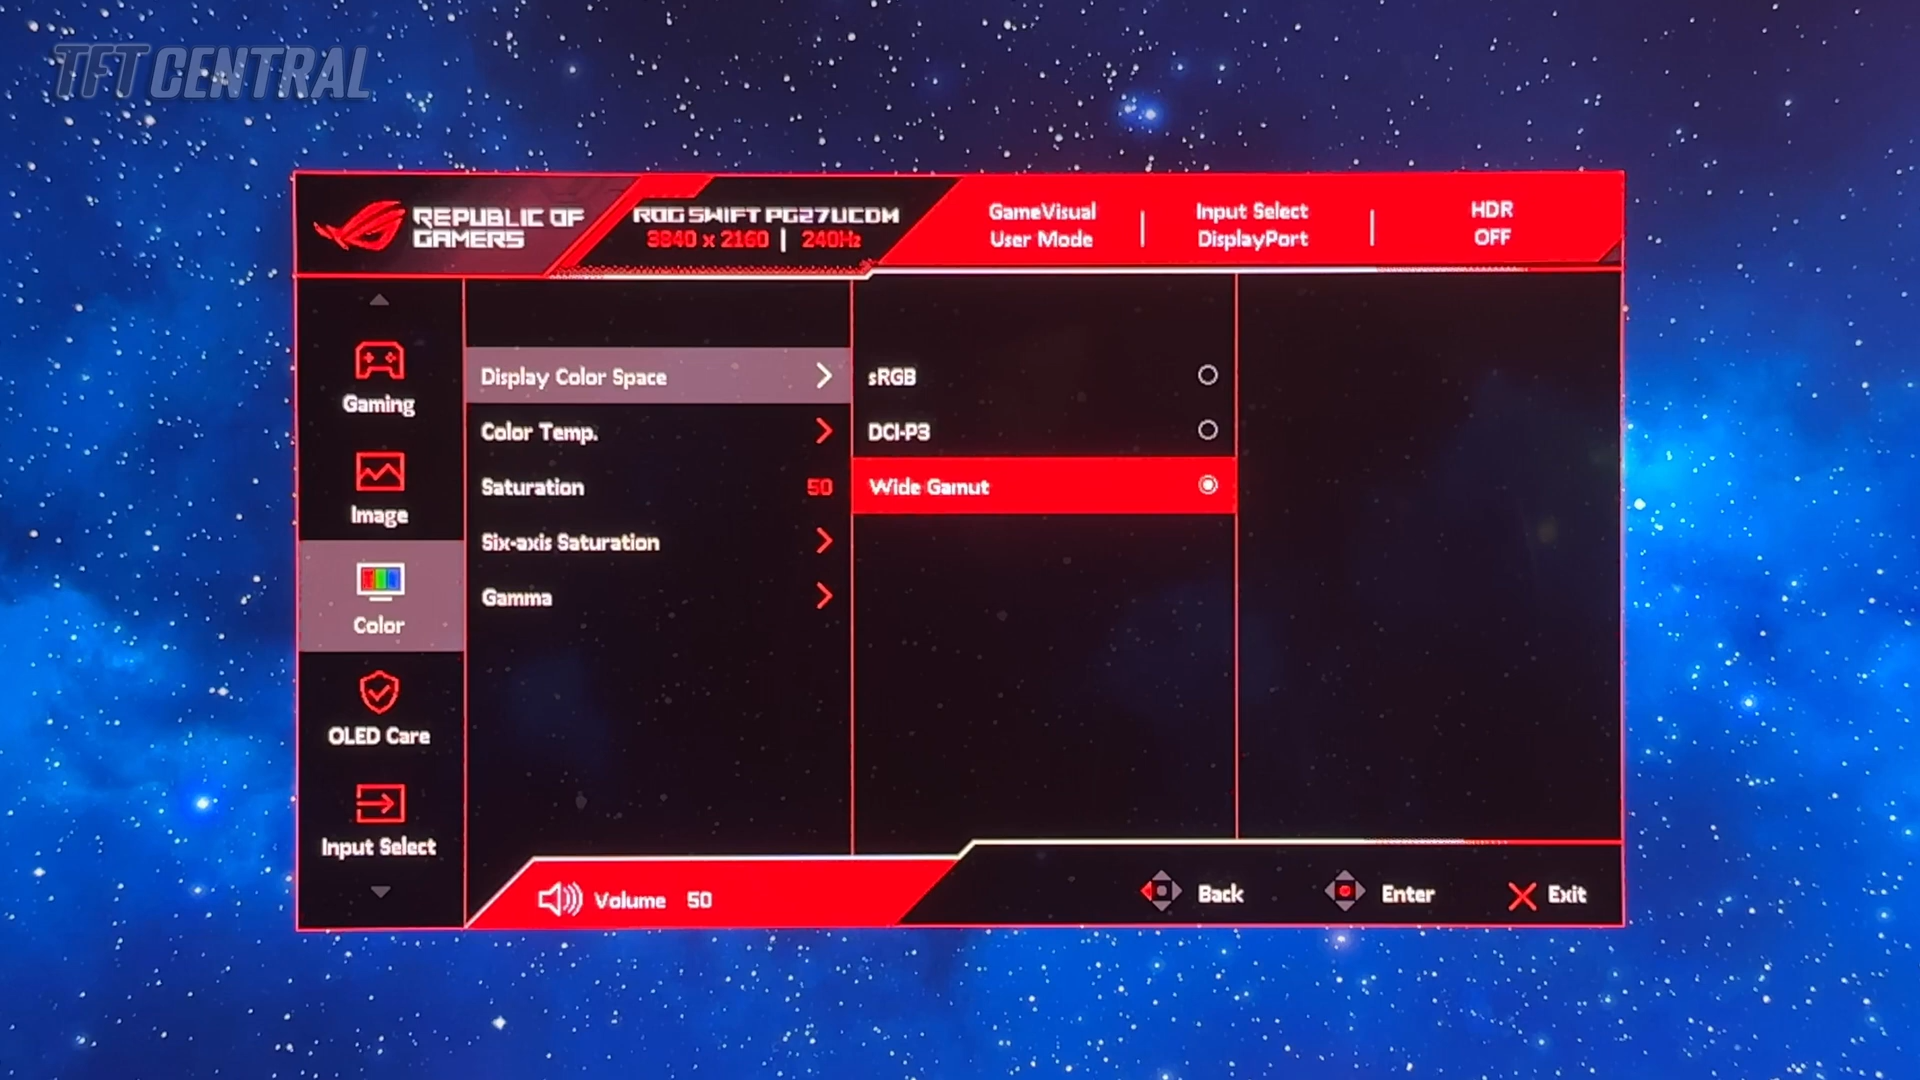 TFTCENTRAL
REPUBLIC OF
GAMERS
ROG SWIFT PG27UCDM
3840 x 2160 | 240Hz
GameVisual
User Mode
Input Select
DisplayPort
HDR
OFF
Gaming
Image
Color
OLED Care
Input Select
Display Color Space
Color Temp.
Saturation 50
Six-axis Saturation
Gamma
sRGB
DCI-P3
Wide Gamut
Volume 50
Back
Enter
Exit